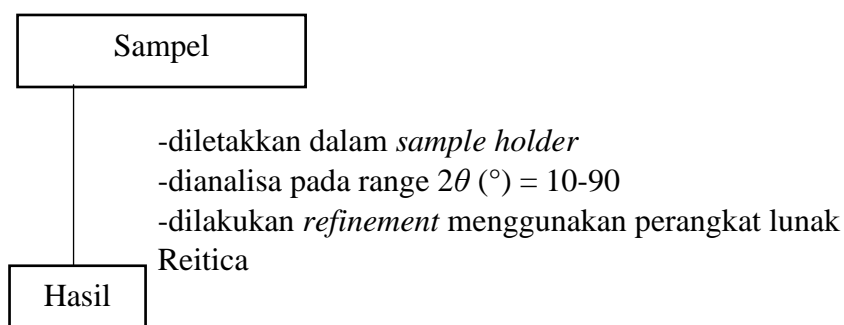 Sampel
-diletakkan dalam sample holder
-dianalisa pada range 2θ (°) = 10-90
-dilakukan refinement menggunakan perangkat lunak
Reitica
Hasil